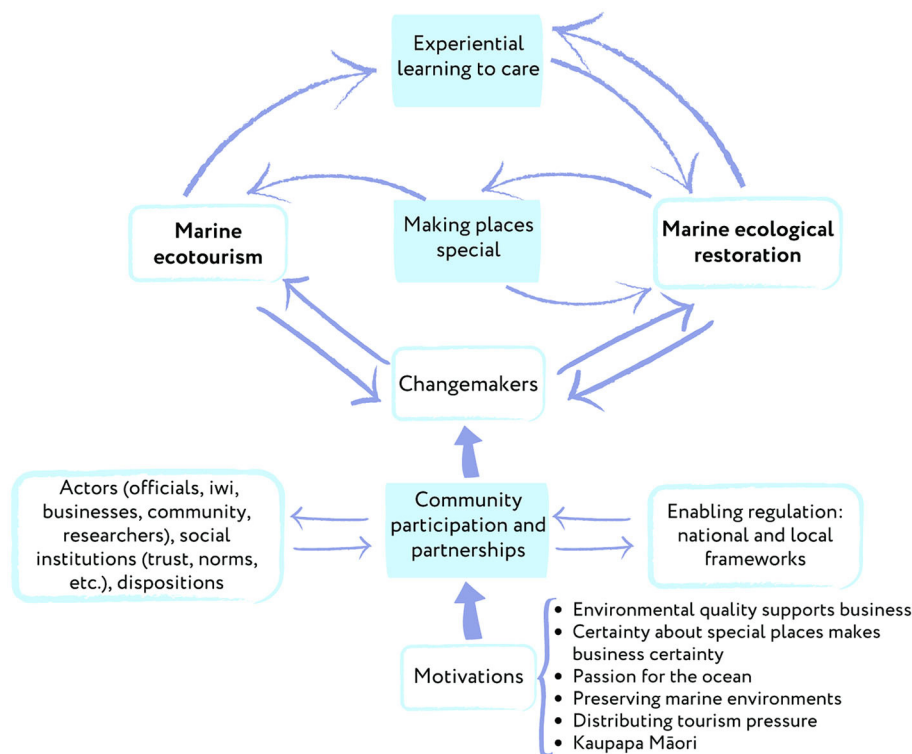 Experiential
learning to care
Making places
special
Marine
ecotourism
Marine ecological
restoration
Changemakers
Actors (officials, iwi,
businesses, community,
researchers), social
institutions (trust, norms,
etc.), dispositions
Community
participation and
partnerships
Enabling regulation:
national and local
frameworks
Motivations
• Environmental quality supports business
• Certainty about special places makes
business certainty
• Passion for the ocean
• Preserving marine environments
• Distributing tourism pressure
• Kaupapa Māori